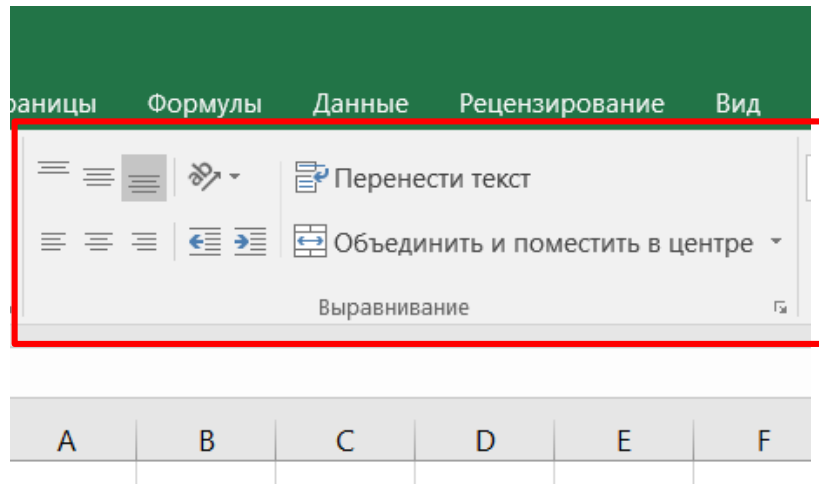 раницы Формулы Данные Рецензирование Вид
Перенести текст
Объединить и поместить в центре
Выравнивание
A B C D E F